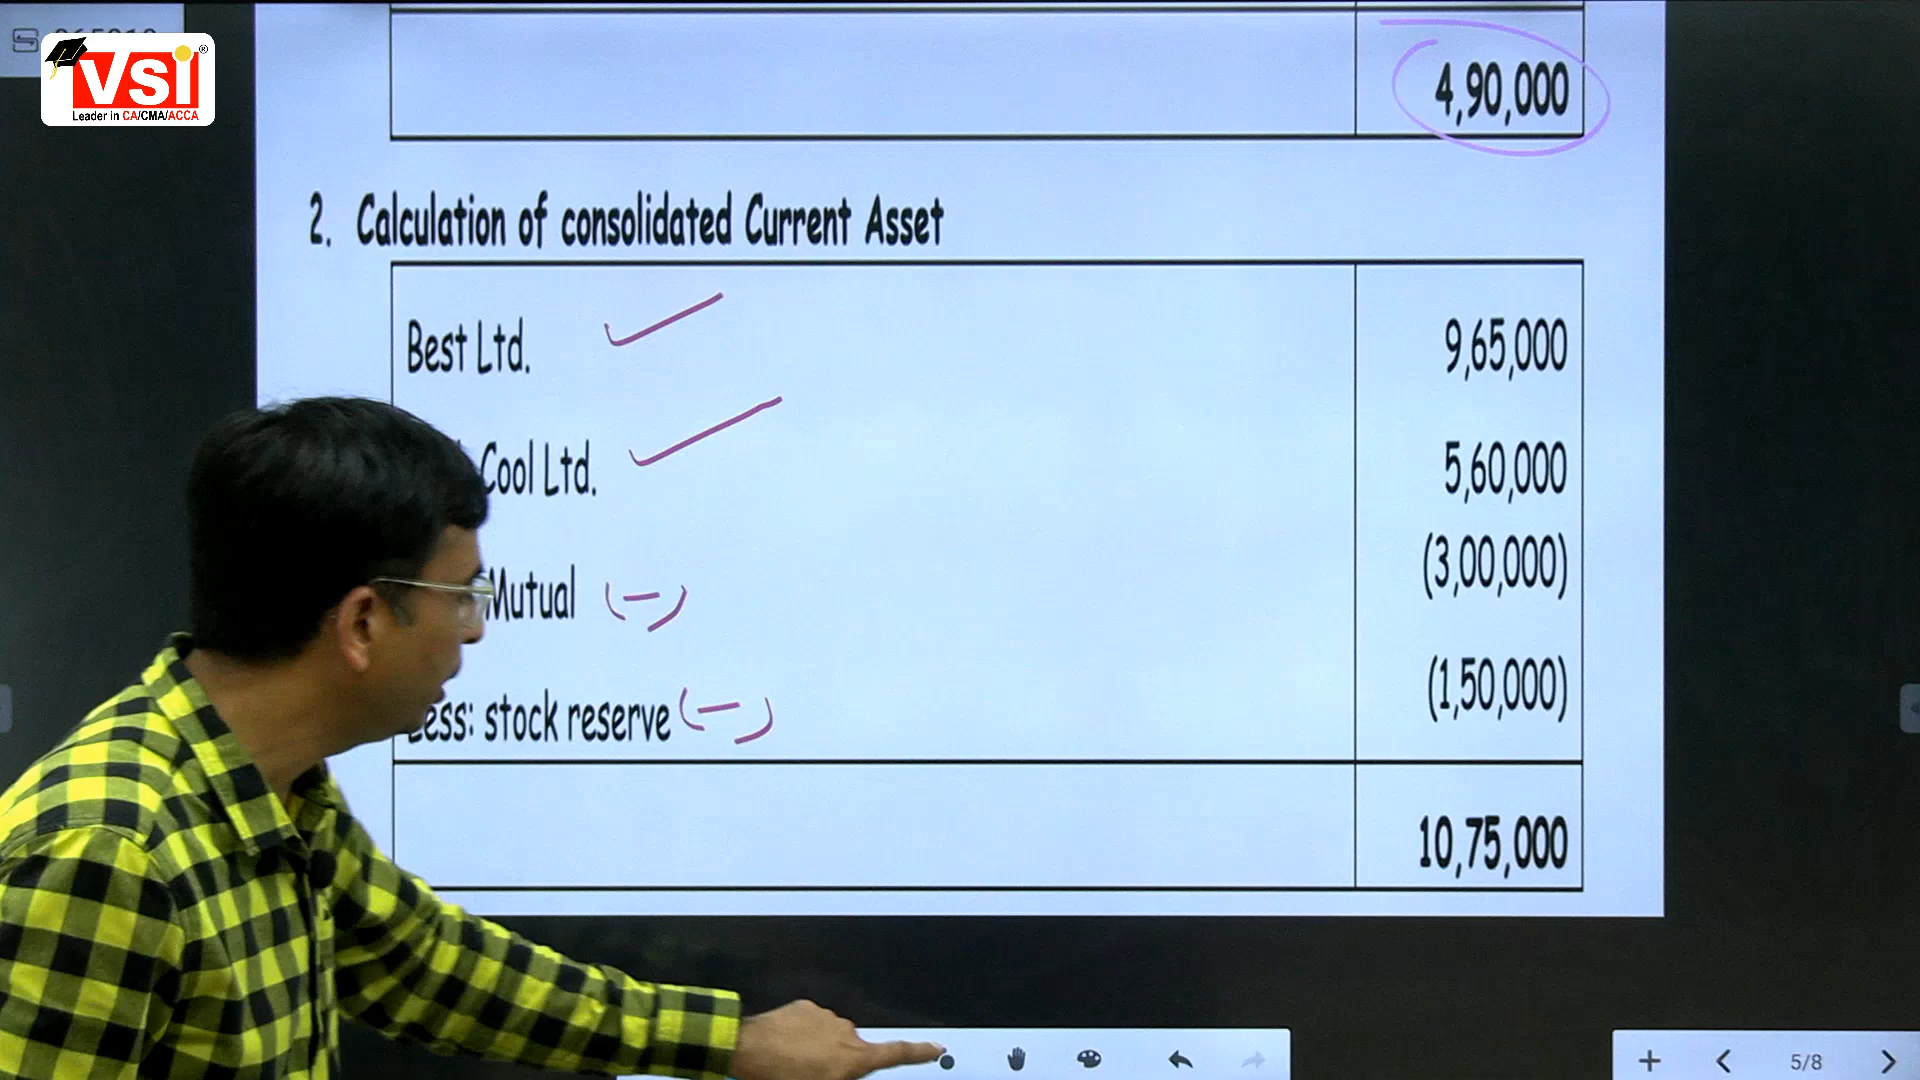 VSI®
Leader in CA/CMA/ACCA
4,90,000
2. Calculation of consolidated Current Asset
Best Ltd. 9,65,000
Cool Ltd. 5,60,000
Mutual (-) (3,00,000)
Less: stock reserve (-) (1,50,000)
10,75,000
5/8